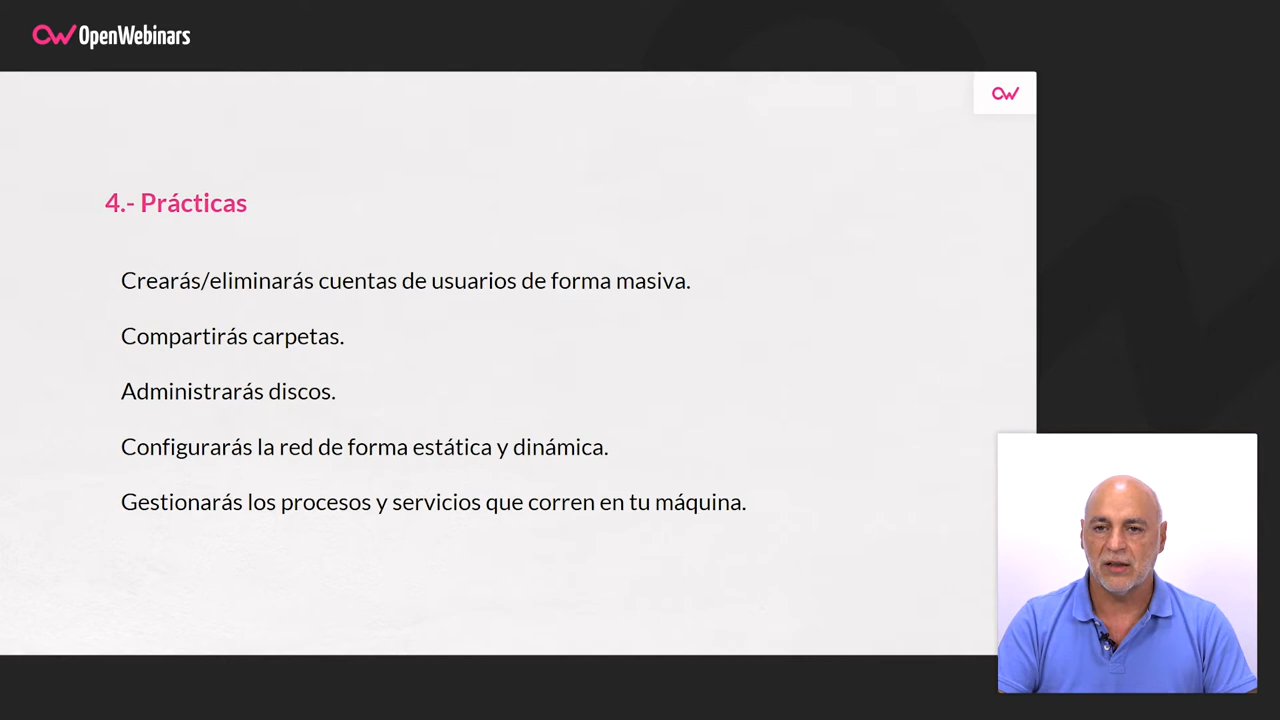 OpenWebinars
4.- Prácticas
Crearás/eliminarás cuentas de usuarios de forma masiva.
Compartirás carpetas.
Administrarás discos.
Configurarás la red de forma estática y dinámica.
Gestionarás los procesos y servicios que corren en tu máquina.